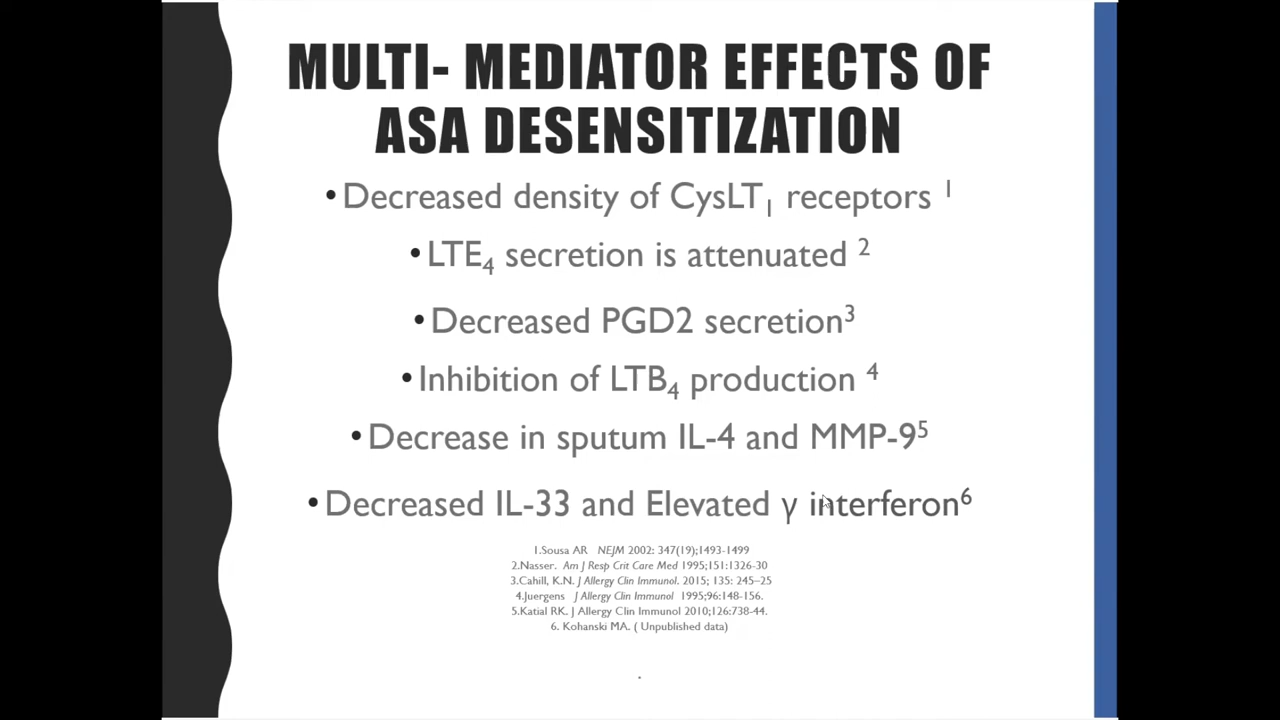 MULTI- MEDIATOR EFFECTS OF
ASA DESENSITIZATION
•Decreased density of CysLT₁ receptors ¹
•LTE₄ secretion is attenuated ²
•Decreased PGD2 secretion³
•Inhibition of LTB₄ production ⁴
•Decrease in sputum IL-4 and MMP-9⁵
•Decreased IL-33 and Elevated γ interferon⁶
1.Sousa AR NEJM 2002: 347(19);1493-1499
2.Nasser. Am J Resp Crit Care Med 1995;151:1326-30
3.Cahill, K.N. J Allergy Clin Immunol. 2015; 135: 245–25
4.Juergens J Allergy Clin Immunol 1995;96:148-156.
5.Katial RK. J Allergy Clin Immunol 2010;126:738-44.
6. Kohanski MA. ( Unpublished data)
.